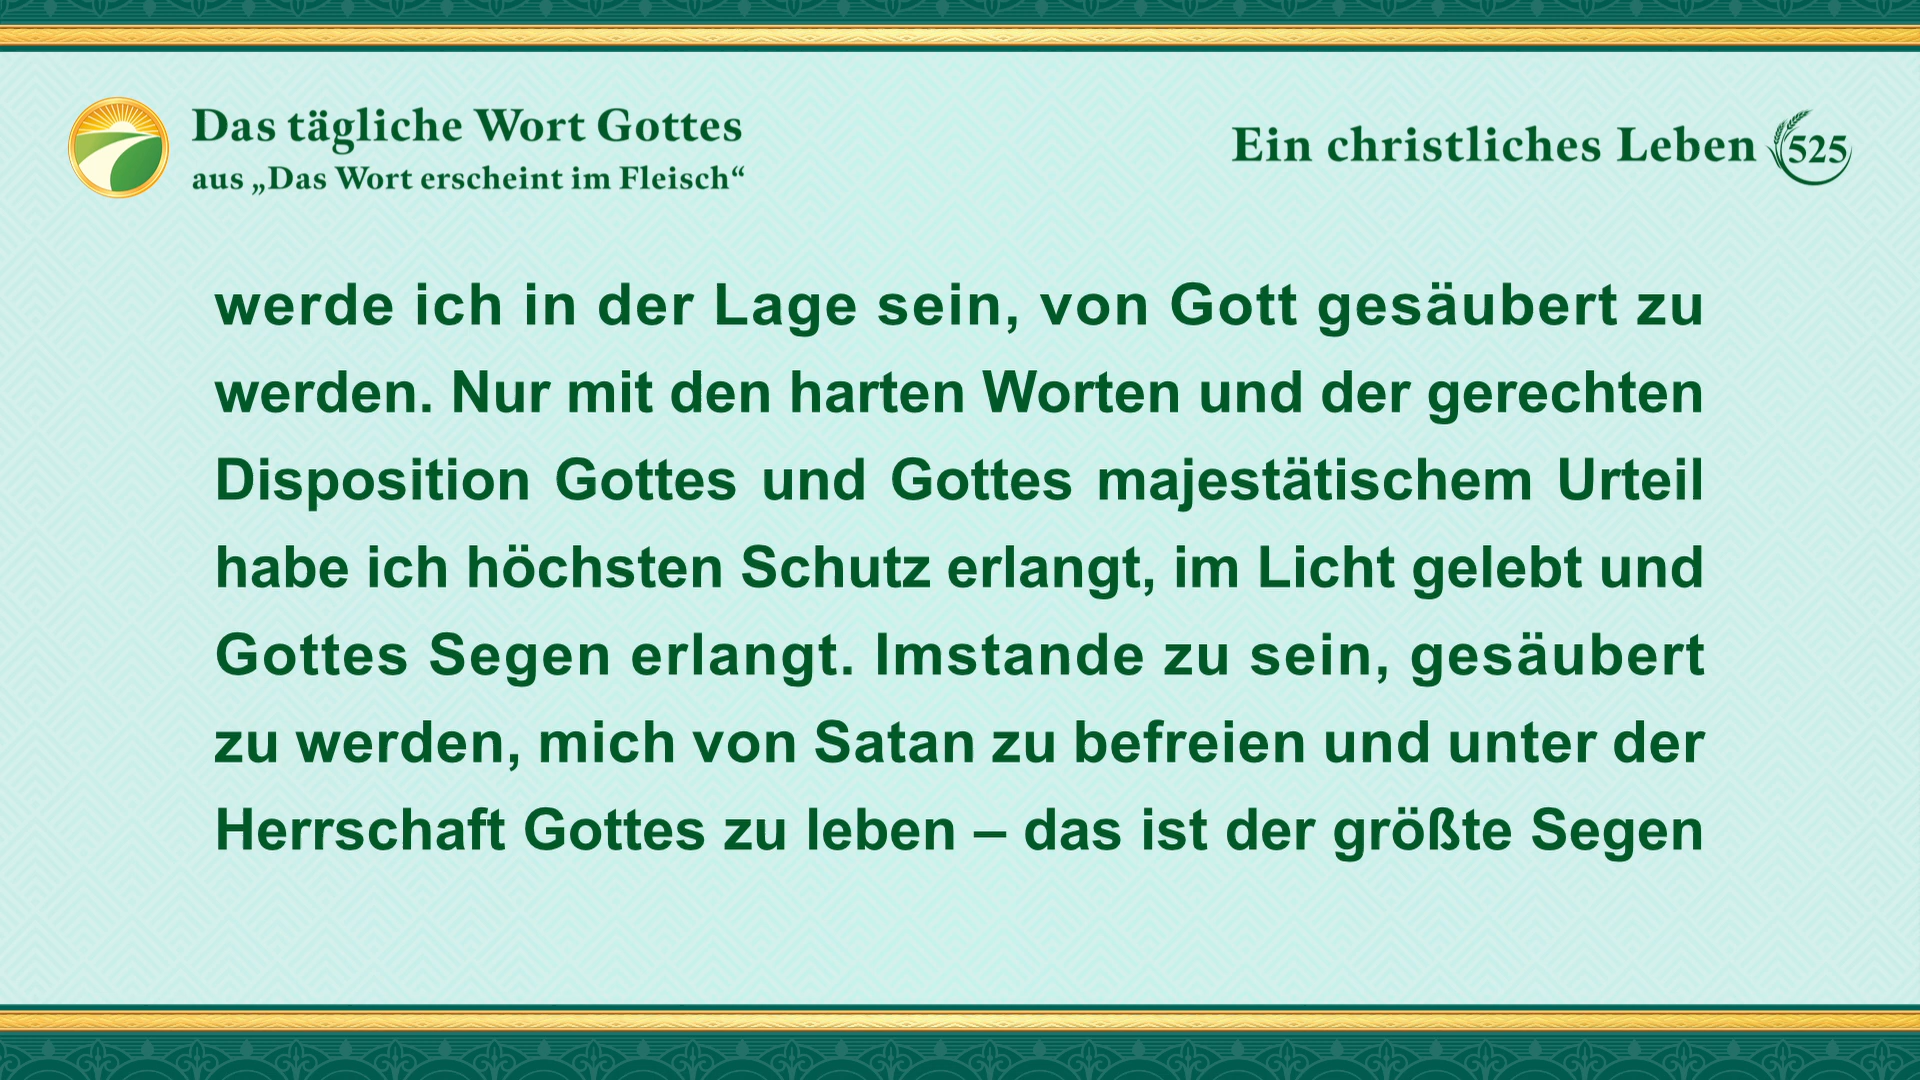 Das tägliche Wort Gottes
aus „Das Wort erscheint im Fleisch“
Ein christliches Leben 525
werde ich in der Lage sein, von Gott gesäubert zu
werden. Nur mit den harten Worten und der gerechten
Disposition Gottes und Gottes majestätischem Urteil
habe ich höchsten Schutz erlangt, im Licht gelebt und
Gottes Segen erlangt. Imstande zu sein, gesäubert
zu werden, mich von Satan zu befreien und unter der
Herrschaft Gottes zu leben – das ist der größte Segen